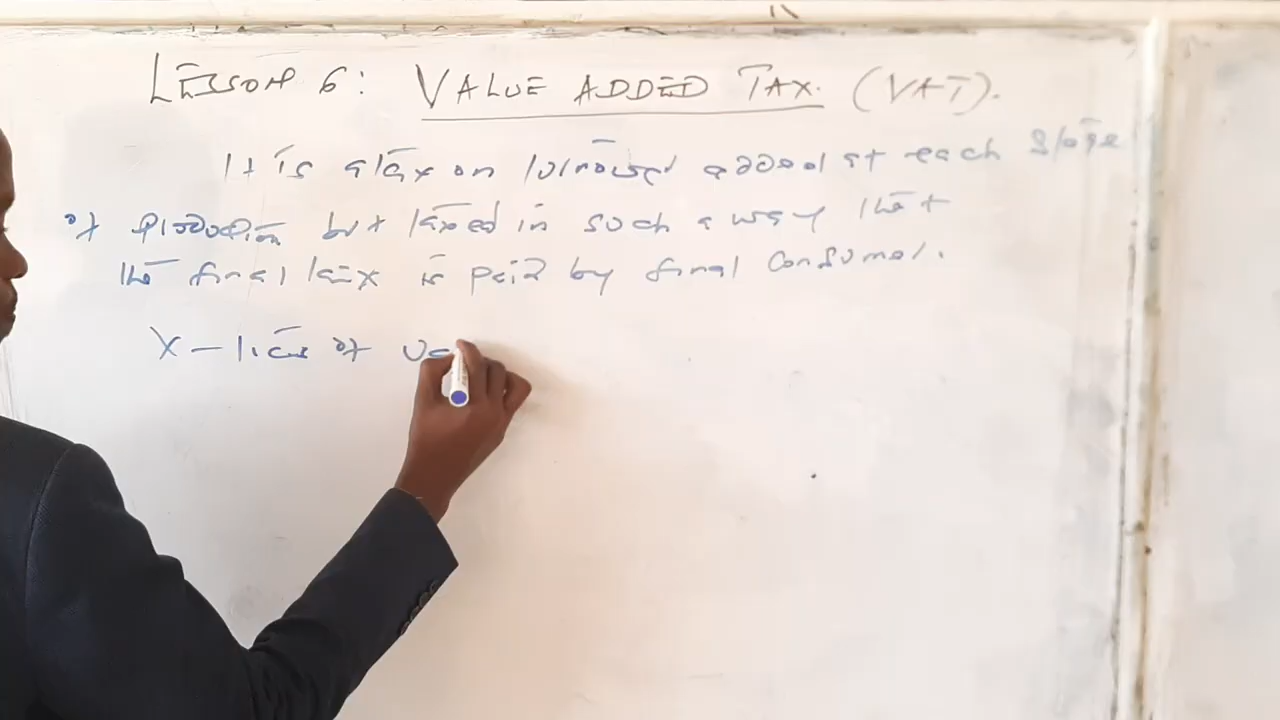 LESSON 6: VALUE ADDED TAX. (VAT).
It is a tax on added at each stage
of production but taxed in such a way that
the final tax is paid by final consumer.
X-tics of